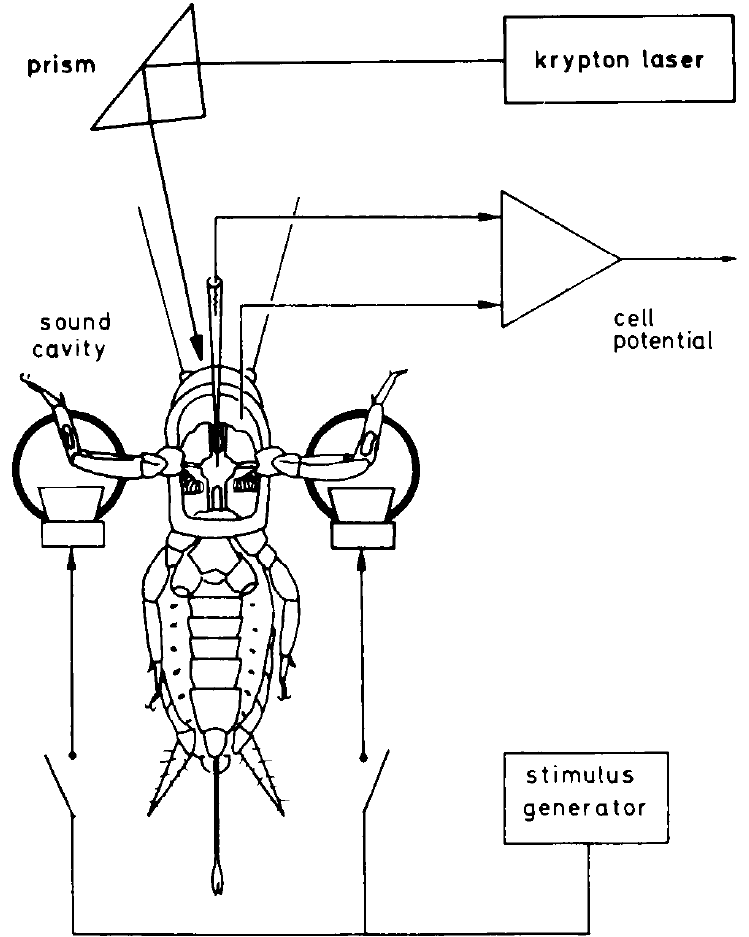 prism
krypton laser
sound
cavity
cell
potential
stimulus
generator